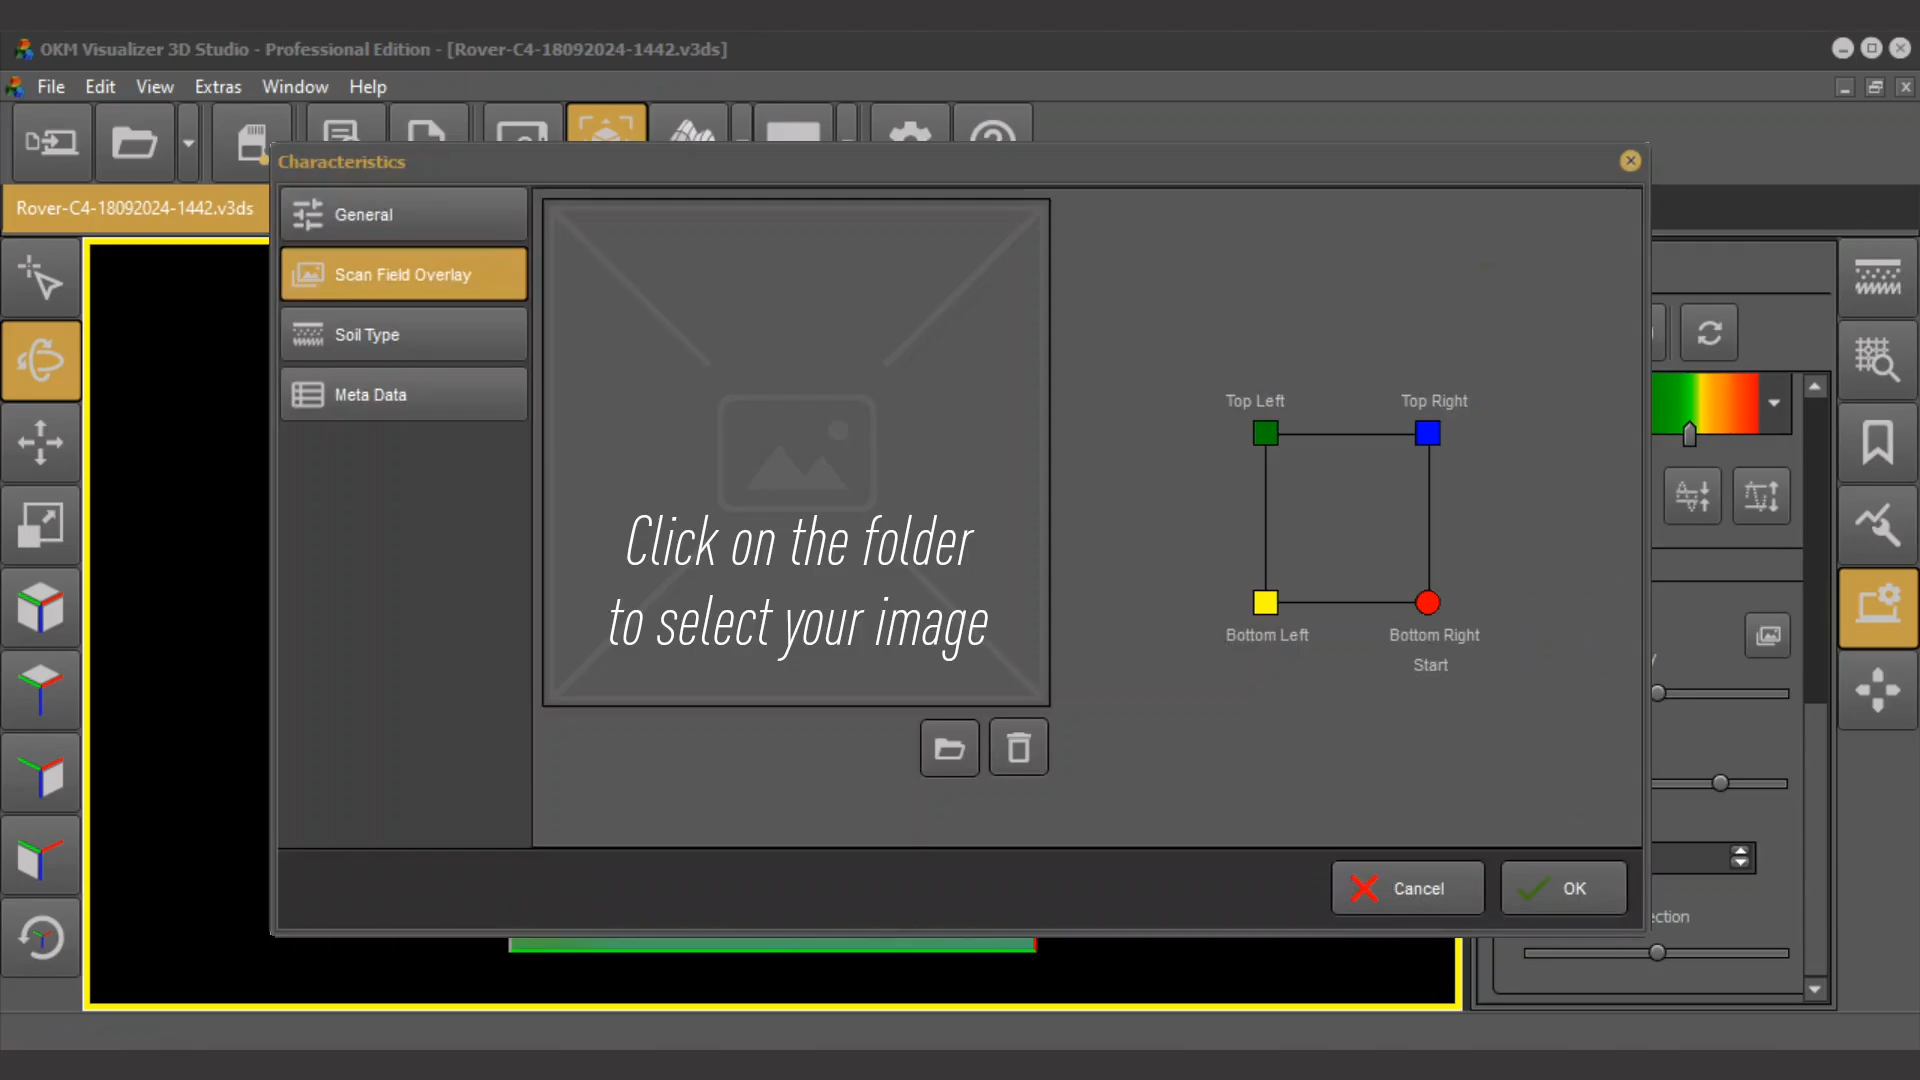 OKM Visualizer 3D Studio - Professional Edition - [Rover-C4-18092024-1442.v3ds]
File Edit View Extras Window Help
Characteristics
Rover-C4-18092024-1442.v3ds
General
Scan Field Overlay
Soil Type
Meta Data
Click on the folder
to select your image
Top Left Top Right
Bottom Left Bottom Right
Start
Cancel OK
ection